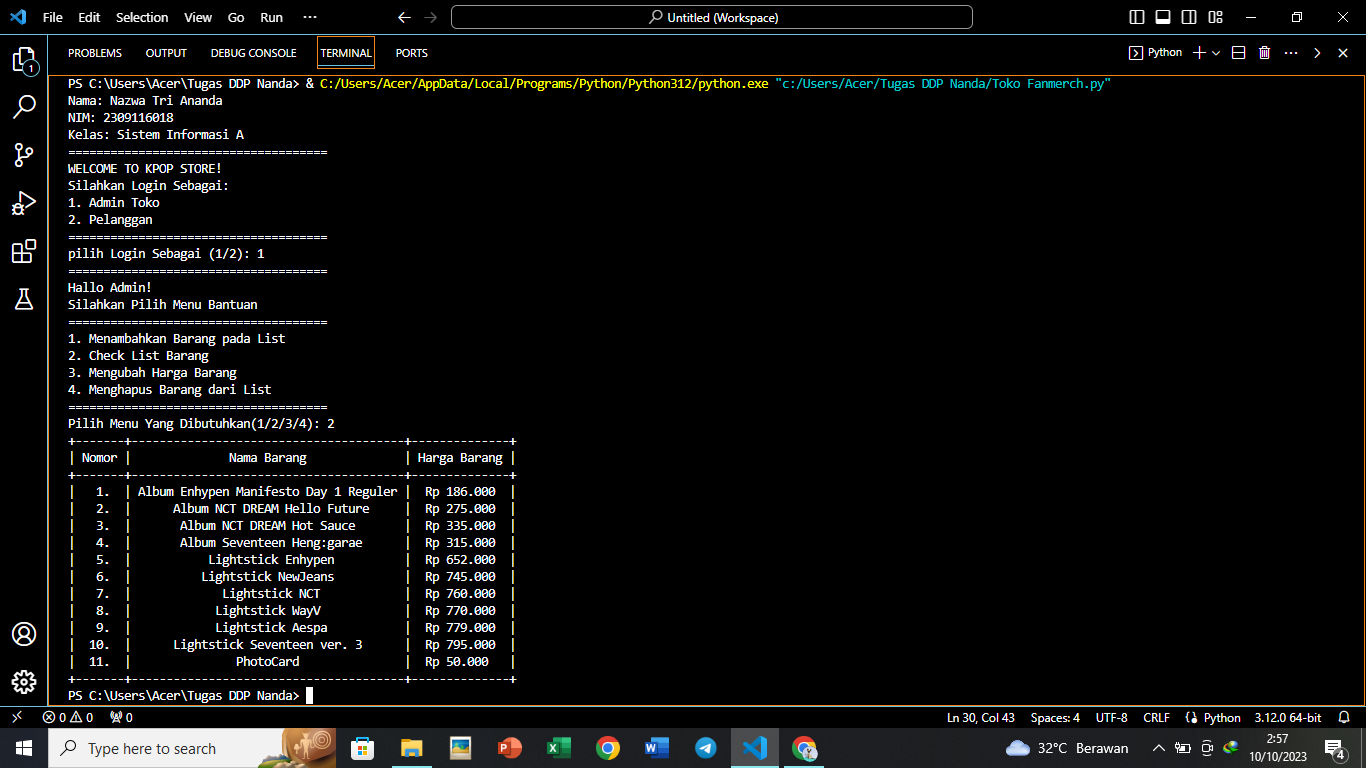 File Edit Selection View Go Run ··· Untitled (Workspace)
PROBLEMS OUTPUT DEBUG CONSOLE TERMINAL PORTS Python
1
PS C:\Users\Acer\Tugas DDP Nanda> & C:/Users/Acer/AppData/Local/Programs/Python/Python312/python.exe "c:/Users/Acer/Tugas DDP Nanda/Toko Fanmerch.py"
Nama: Nazwa Tri Ananda
NIM: 2309116018
Kelas: Sistem Informasi A
=====================================
WELCOME TO KPOP STORE!
Silahkan Login Sebagai:
1. Admin Toko
2. Pelanggan
=====================================
pilih Login Sebagai (1/2): 1
=====================================
Hallo Admin!
Silahkan Pilih Menu Bantuan
=====================================
1. Menambahkan Barang pada List
2. Check List Barang
3. Mengubah Harga Barang
4. Menghapus Barang dari List
=====================================
Pilih Menu Yang Dibutuhkan(1/2/3/4): 2
+-------+---------------------------------------+--------------+
| Nomor | Nama Barang | Harga Barang |
+-------+---------------------------------------+--------------+
| 1. | Album Enhypen Manifesto Day 1 Reguler | Rp 186.000 |
| 2. | Album NCT DREAM Hello Future | Rp 275.000 |
| 3. | Album NCT DREAM Hot Sauce | Rp 335.000 |
| 4. | Album Seventeen Heng:garae | Rp 315.000 |
| 5. | Lightstick Enhypen | Rp 652.000 |
| 6. | Lightstick NewJeans | Rp 745.000 |
| 7. | Lightstick NCT | Rp 760.000 |
| 8. | Lightstick WayV | Rp 770.000 |
| 9. | Lightstick Aespa | Rp 779.000 |
| 10. | Lightstick Seventeen ver. 3 | Rp 795.000 |
| 11. | PhotoCard | Rp 50.000 |
+-------+---------------------------------------+--------------+
PS C:\Users\Acer\Tugas DDP Nanda>
0 0 0 Ln 30, Col 43 Spaces: 4 UTF-8 CRLF Python 3.12.0 64-bit
Type here to search 32°C Berawan 2:57
10/10/2023 4